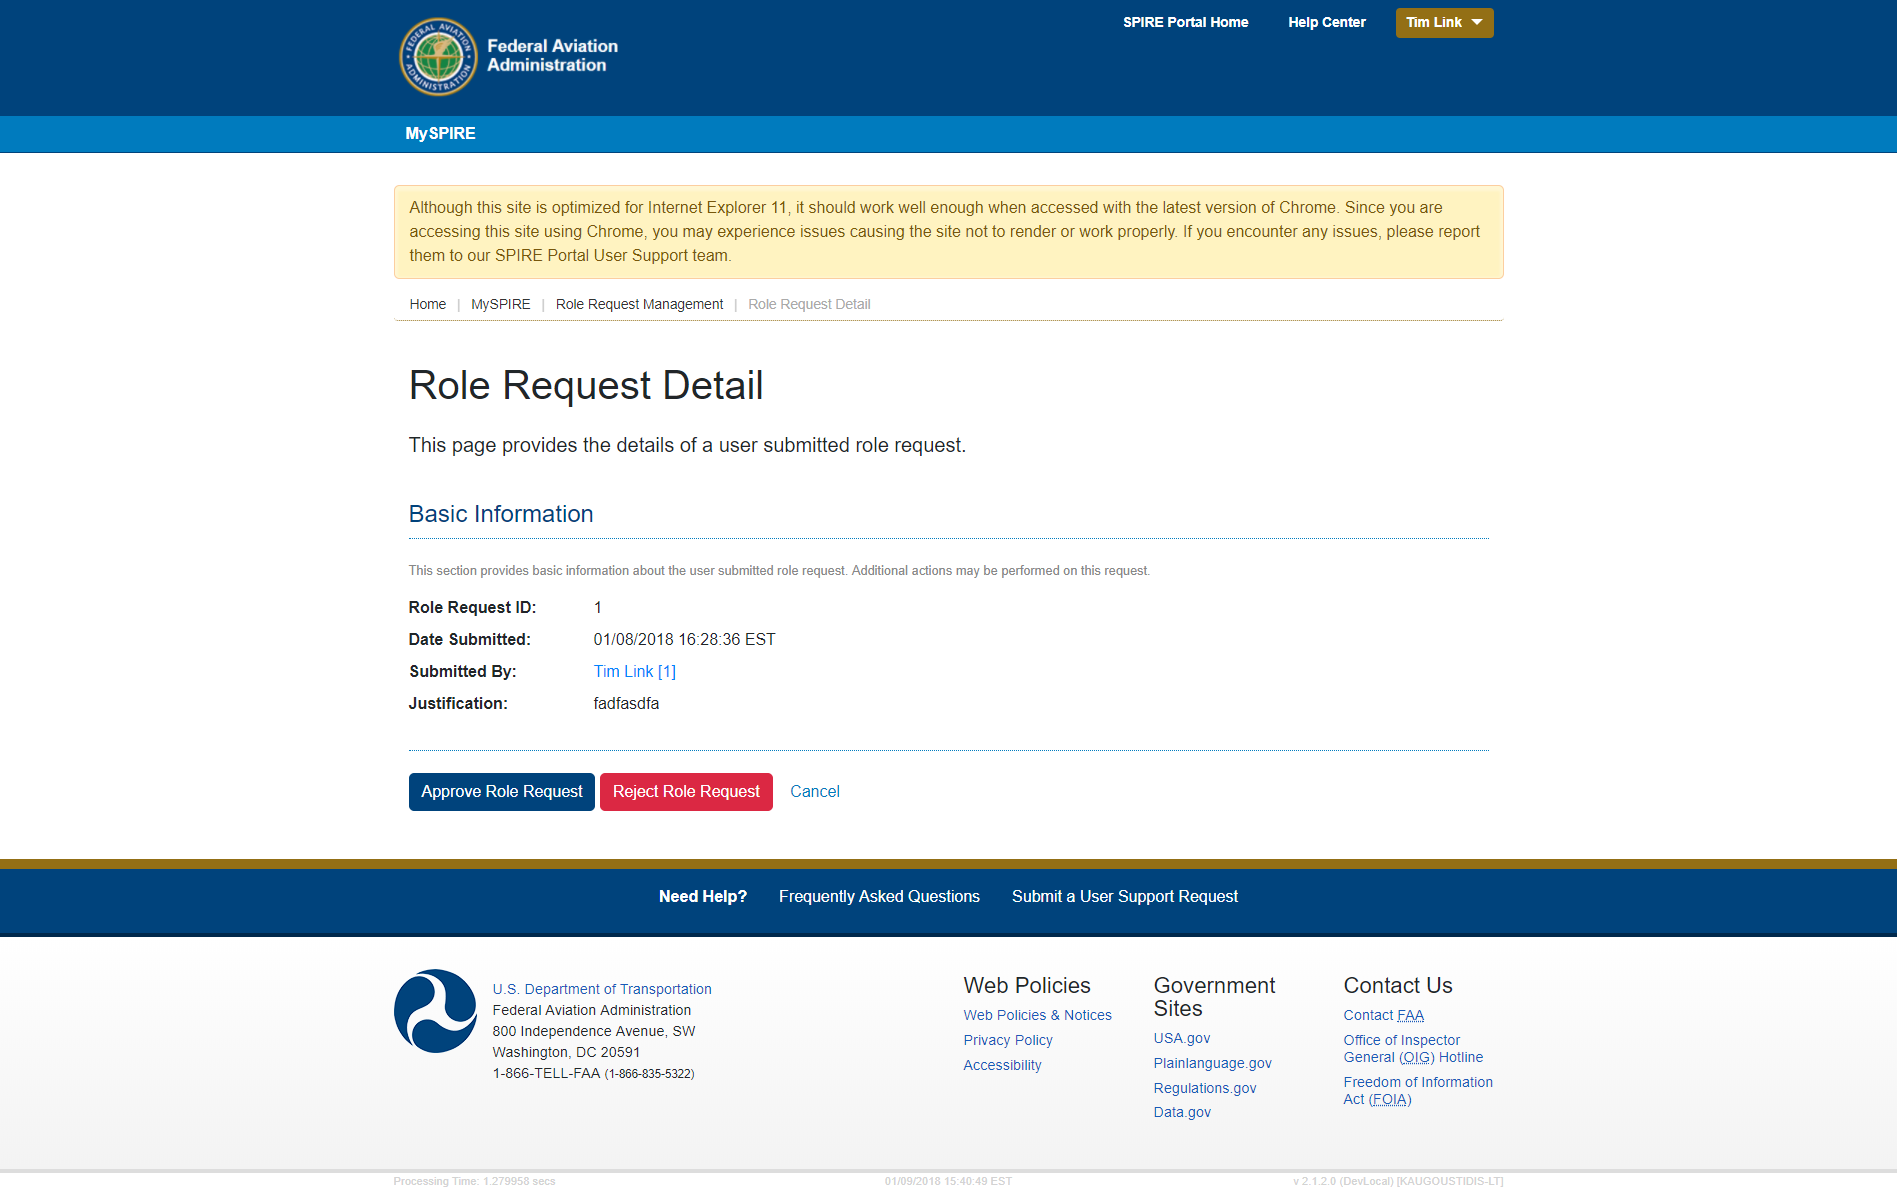 SPIRE Portal Home Help Center Tim Link
FEDERAL AVIATION ADMINISTRATION
Federal Aviation
Administration
MySPIRE
Although this site is optimized for Internet Explorer 11, it should work well enough when accessed with the latest version of Chrome. Since you are
accessing this site using Chrome, you may experience issues causing the site not to render or work properly. If you encounter any issues, please report
them to our SPIRE Portal User Support team.
Home | MySPIRE | Role Request Management | Role Request Detail
Role Request Detail
This page provides the details of a user submitted role request.
Basic Information
This section provides basic information about the user submitted role request. Additional actions may be performed on this request.
Role Request ID: 1
Date Submitted: 01/08/2018 16:28:36 EST
Submitted By: Tim Link [1]
Justification: fadfasdfa
Approve Role Request Reject Role Request Cancel
Need Help? Frequently Asked Questions Submit a User Support Request
U.S. Department of Transportation
Federal Aviation Administration
800 Independence Avenue, SW
Washington, DC 20591
1-866-TELL-FAA (1-866-835-5322)
Web Policies
Web Policies & Notices
Privacy Policy
Accessibility
Government
Sites
USA.gov
Plainlanguage.gov
Regulations.gov
Data.gov
Contact Us
Contact FAA
Office of Inspector
General (OIG) Hotline
Freedom of Information
Act (FOIA)
Processing Time: 1.279958 secs 01/09/2018 15:40:49 EST v 2.1.2.0 (DevLocal) [KAUGOUSTIDIS-LT]